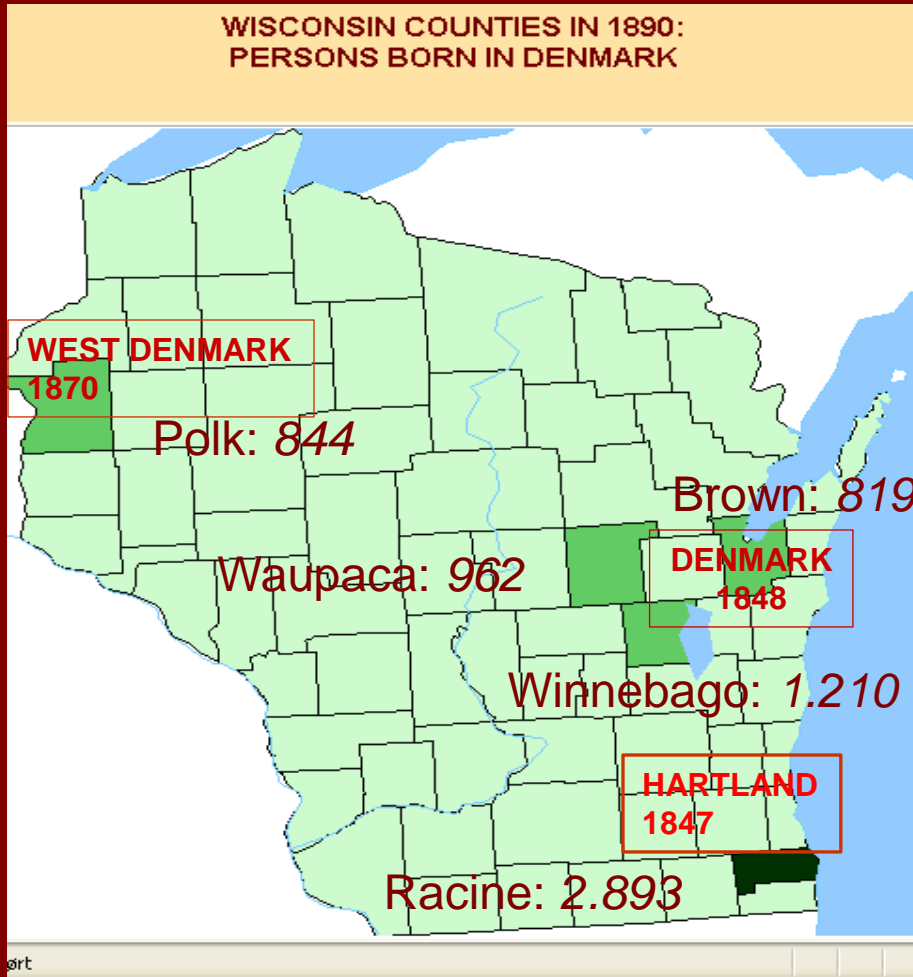 WISCONSIN COUNTIES IN 1890:
PERSONS BORN IN DENMARK
WEST DENMARK
1870
Polk: 844
Brown: 819
Waupaca: 962
DENMARK
1848
Winnebago: 1.210
HARTLAND
1847
Racine: 2.893
ørt